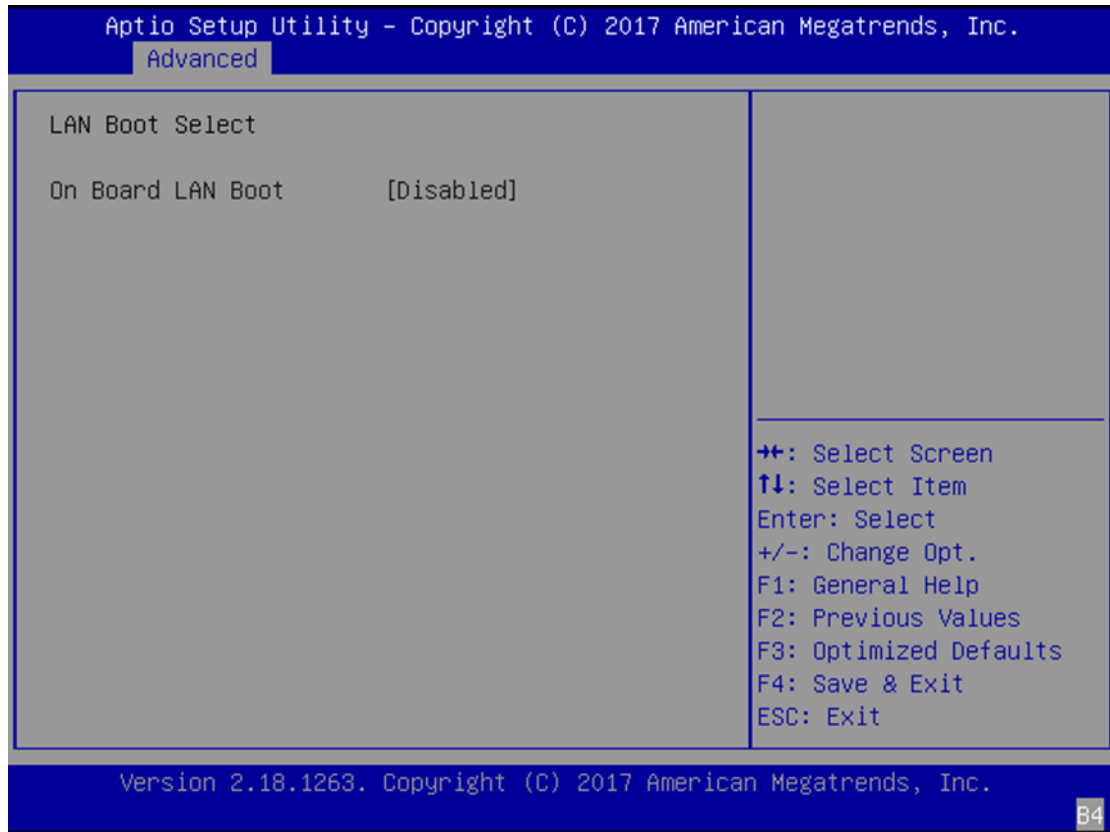 Aptio Setup Utility – Copyright (C) 2017 American Megatrends, Inc.
Advanced
LAN Boot Select
On Board LAN Boot [Disabled]
→←: Select Screen
↑↓: Select Item
Enter: Select
+/-: Change Opt.
F1: General Help
F2: Previous Values
F3: Optimized Defaults
F4: Save & Exit
ESC: Exit
Version 2.18.1263. Copyright (C) 2017 American Megatrends, Inc.
B4